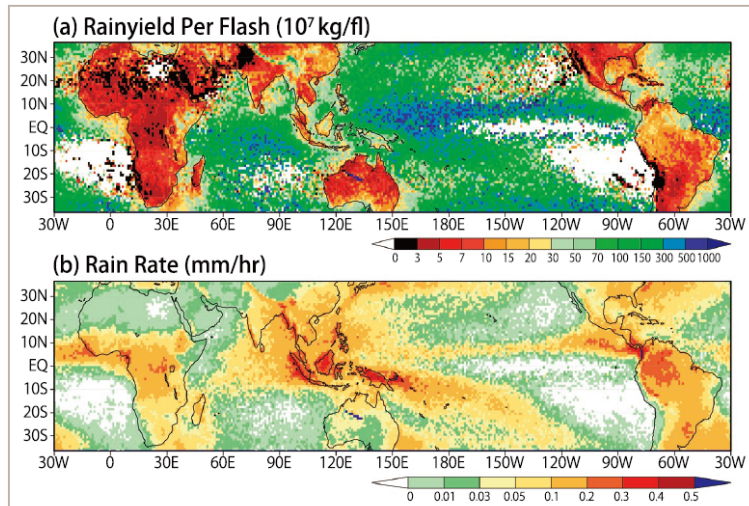 (a) Rainyield Per Flash (10⁷ kg/fl)
30N
20N
10N
EQ
10S
20S
30S
30W 0 30E 60E 90E 120E 150E 180E 150W 120W 90W 60W 30W
0 3 5 7 10 15 20 30 50 70 100 150 300 500 1000
(b) Rain Rate (mm/hr)
30N
20N
10N
EQ
10S
20S
30S
30W 0 30E 60E 90E 120E 150E 180E 150W 120W 90W 60W 30W
0 0.01 0.03 0.05 0.1 0.2 0.3 0.4 0.5